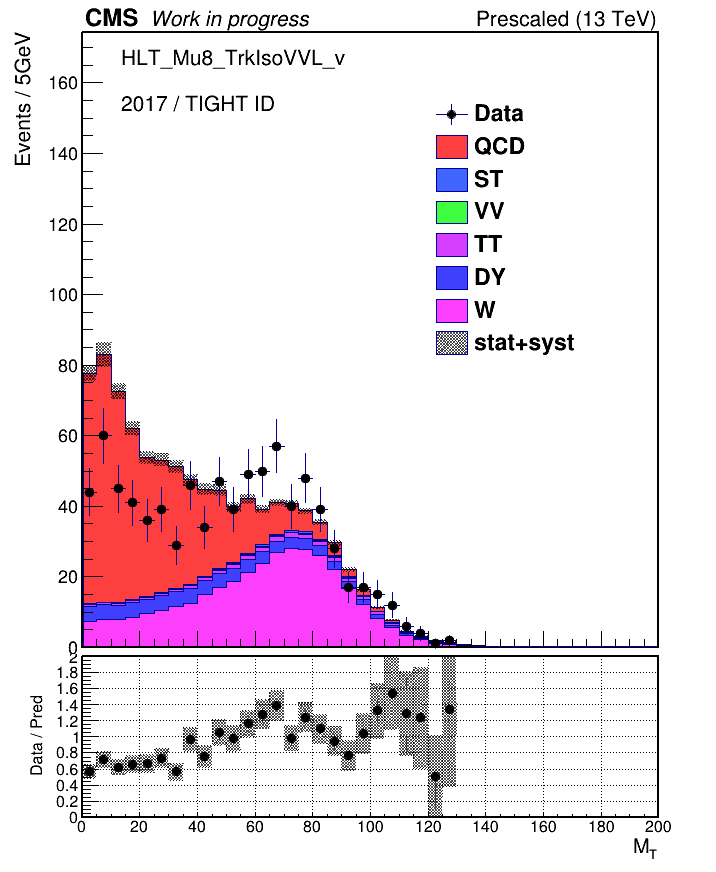 CMS Work in progress Prescaled (13 TeV)
Events / 5GeV
HLT_Mu8_TrkIsoVVL_v
2017 / TIGHT ID
Data
QCD
ST
VV
TT
DY
W
stat+syst
160
140
120
100
80
60
40
20
0
Data / Pred
2
1.8
1.6
1.4
1.2
1
0.8
0.6
0.4
0.2
0
0 20 40 60 80 100 120 140 160 180 200
M_T